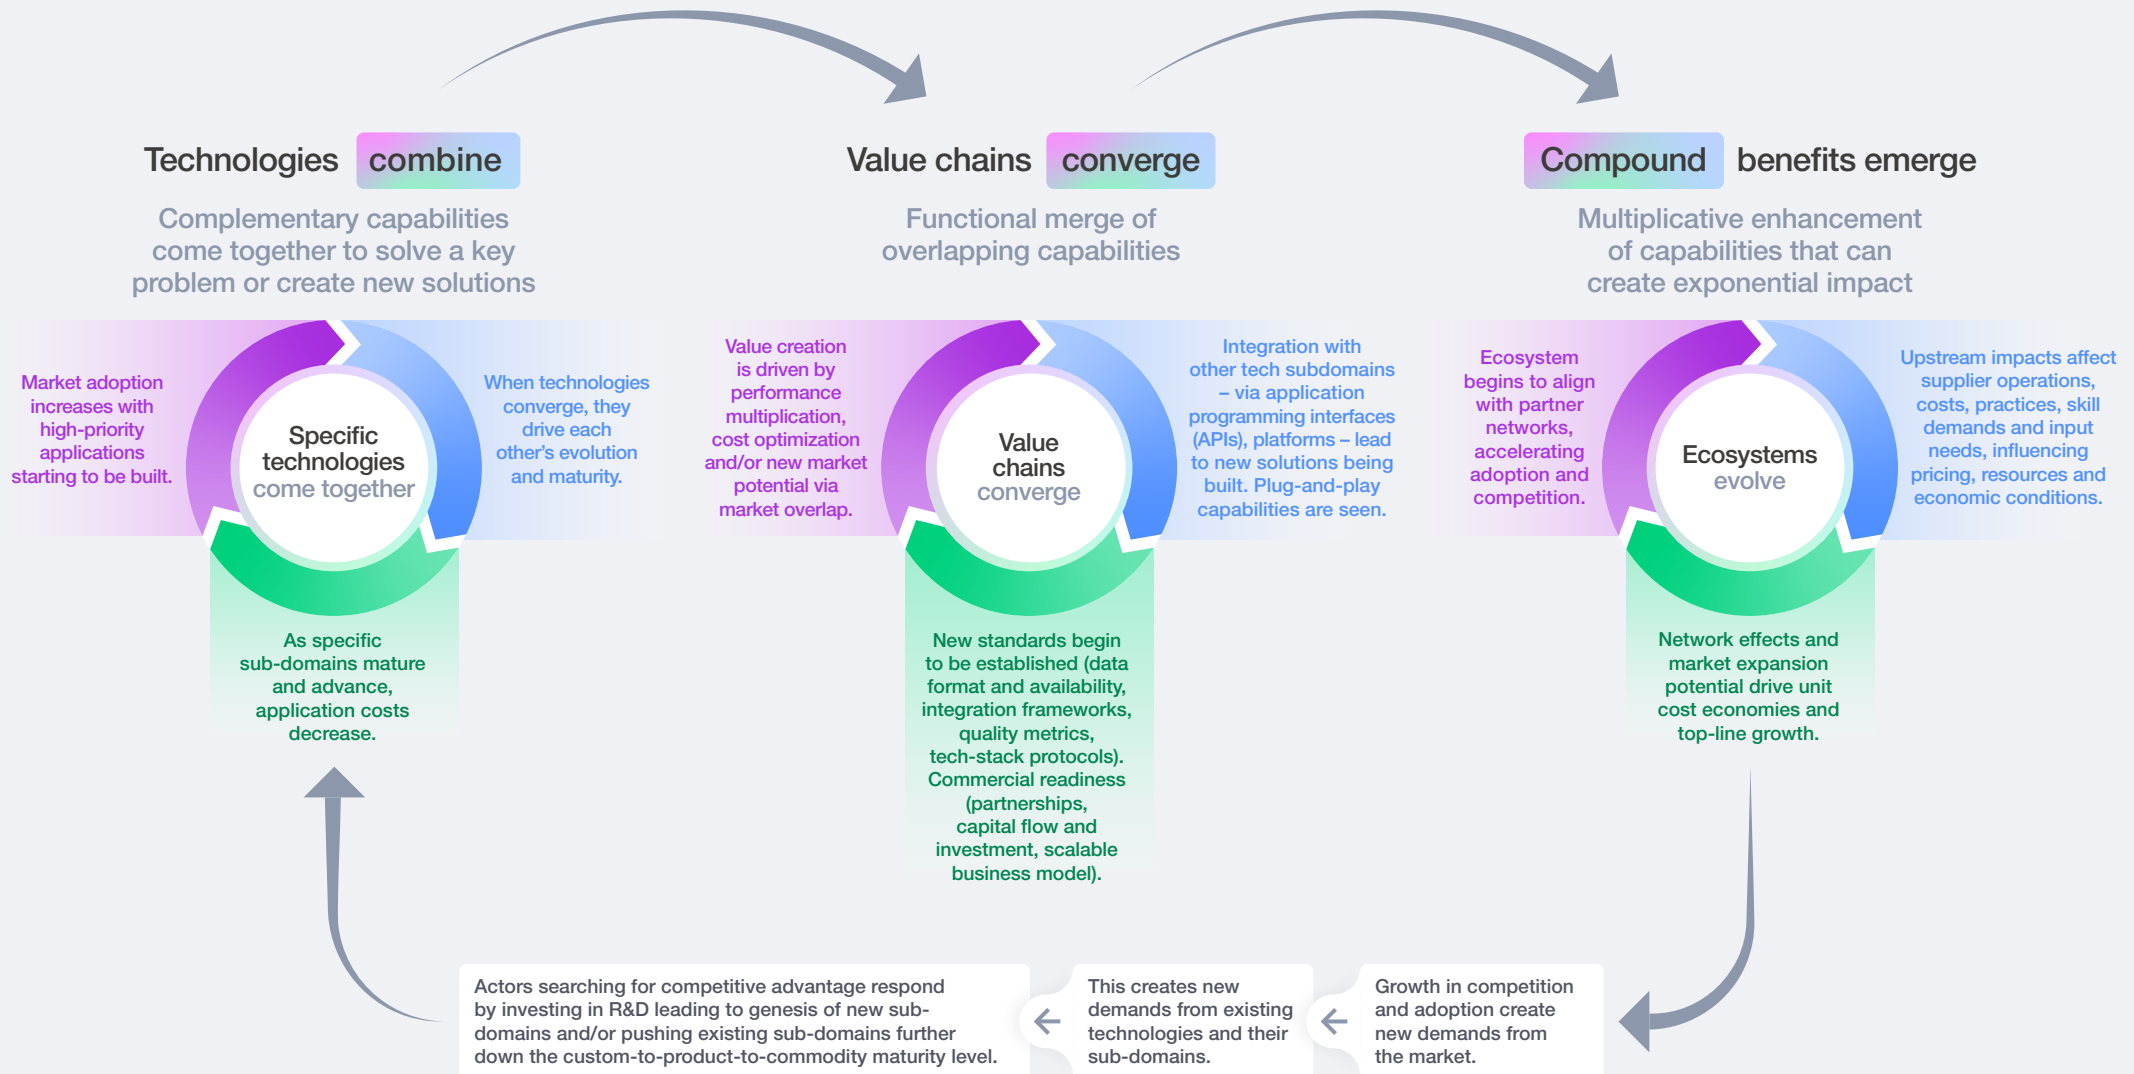 Technologies combine
Complementary capabilities
come together to solve a key
problem or create new solutions
Market adoption
increases with
high-priority
applications
starting to be built.
Specific
technologies
come together
When technologies
converge, they
drive each
other's evolution
and maturity.
As specific
sub-domains mature
and advance,
application costs
decrease.
Value chains converge
Functional merge of
overlapping capabilities
Value creation
is driven by
performance
multiplication,
cost optimization
and/or new market
potential via
market overlap.
Value
chains
converge
Integration with
other tech subdomains
– via application
programming interfaces
(APIs), platforms – lead
to new solutions being
built. Plug-and-play
capabilities are seen.
New standards begin
to be established (data
format and availability,
integration frameworks,
quality metrics,
tech-stack protocols).
Commercial readiness
(partnerships,
capital flow and
investment, scalable
business model).
Compound benefits emerge
Multiplicative enhancement
of capabilities that can
create exponential impact
Ecosystem
begins to align
with partner
networks,
accelerating
adoption and
competition.
Ecosystems
evolve
Upstream impacts affect
supplier operations,
costs, practices, skill
demands and input
needs, influencing
pricing, resources and
economic conditions.
Network effects and
market expansion
potential drive unit
cost economies and
top-line growth.
Growth in competition
and adoption create
new demands from
the market.
This creates new
demands from existing
technologies and their
sub-domains.
Actors searching for competitive advantage respond
by investing in R&D leading to genesis of new sub-
domains and/or pushing existing sub-domains further
down the custom-to-product-to-commodity maturity level.